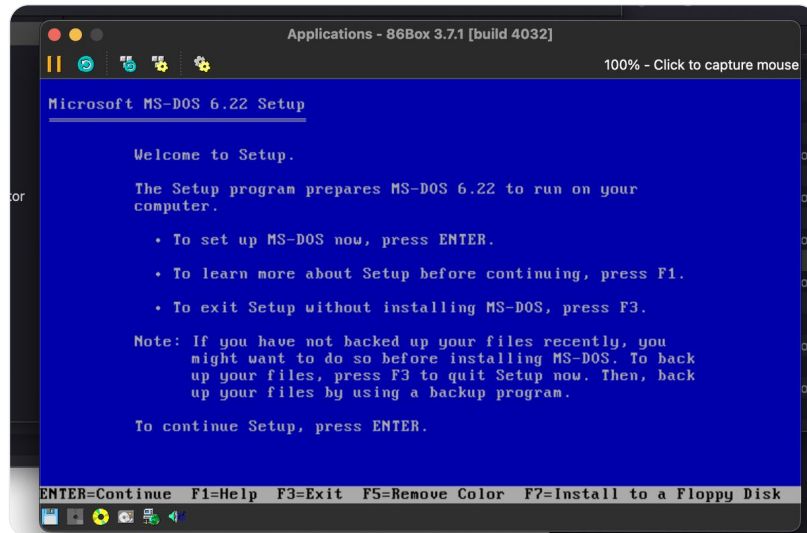 Applications - 86Box 3.7.1 [build 4032]
100% - Click to capture mouse
Microsoft MS-DOS 6.22 Setup
Welcome to Setup.
The Setup program prepares MS-DOS 6.22 to run on your
computer.
• To set up MS-DOS now, press ENTER.
• To learn more about Setup before continuing, press F1.
• To exit Setup without installing MS-DOS, press F3.
Note: If you have not backed up your files recently, you
might want to do so before installing MS-DOS. To back
up your files, press F3 to quit Setup now. Then, back
up your files by using a backup program.
To continue Setup, press ENTER.
ENTER=Continue F1=Help F3=Exit F5=Remove Color F7=Install to a Floppy Disk